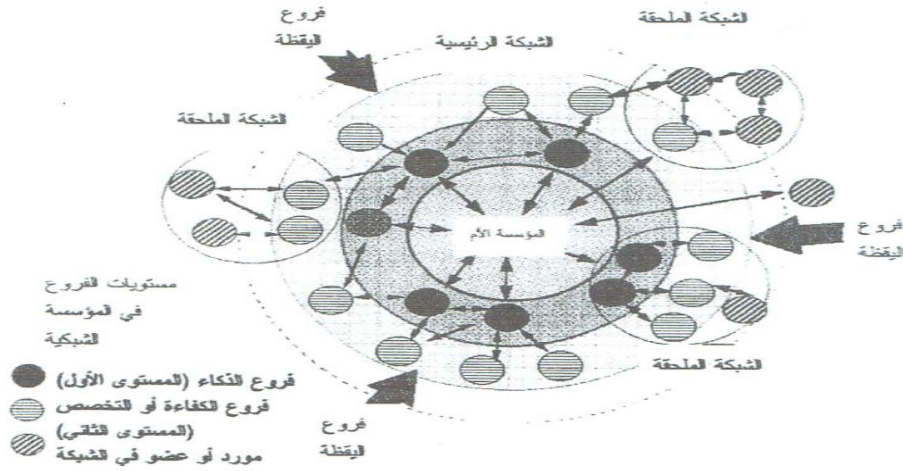 فروع
اليقظة
الشبكة الرئيسية
الشبكة الملحقة
الشبكة الملحقة
المؤسسة الأم
فروع
اليقظة
مستويات الفروع
في المؤسسة
الشبكية
الشبكة الملحقة
فروع الذكاء (المستوى الأول)
فروع الكفاءة أو التخصص
(المستوى الثاني)
مورد أو عضو في الشبكة
فروع
اليقظة